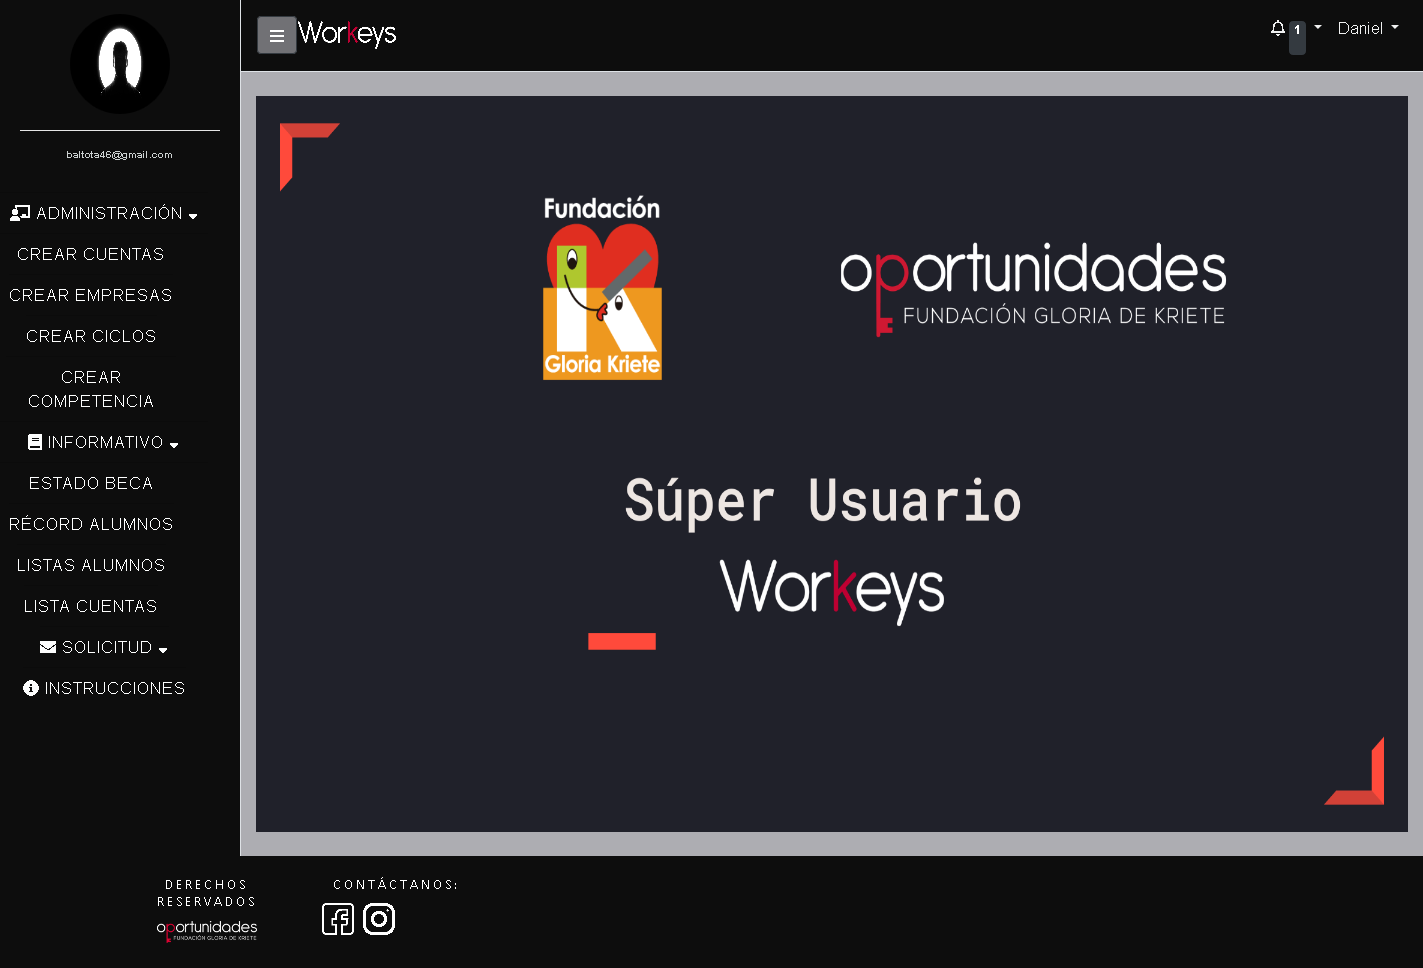 Workeys
1
Daniel
baltota46@gmail.com
ADMINISTRACIÓN
CREAR CUENTAS
CREAR EMPRESAS
CREAR CICLOS
CREAR
COMPETENCIA
INFORMATIVO
ESTADO BECA
RÉCORD ALUMNOS
LISTAS ALUMNOS
LISTA CUENTAS
SOLICITUD
INSTRUCCIONES
Fundación
Gloria Kriete
oportunidades
FUNDACIÓN GLORIA DE KRIETE
Súper Usuario
Workeys
DERECHOS
RESERVADOS
oportunidades
FUNDACIÓN GLORIA DE KRIETE
CONTÁCTANOS: